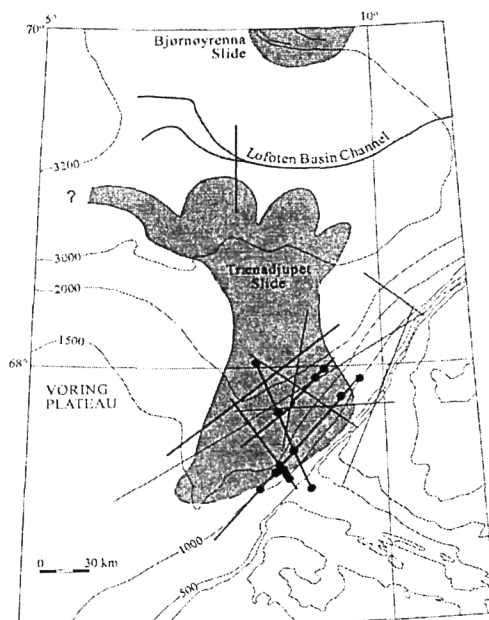 70°
5°
10°
Bjørnøyrenna
Slide
Lofoten Basin Channel
3200
?
3000
2000
Trænadjupet
Slide
1500
68°
VØRING
PLATEAU
1000
500
0 30 km